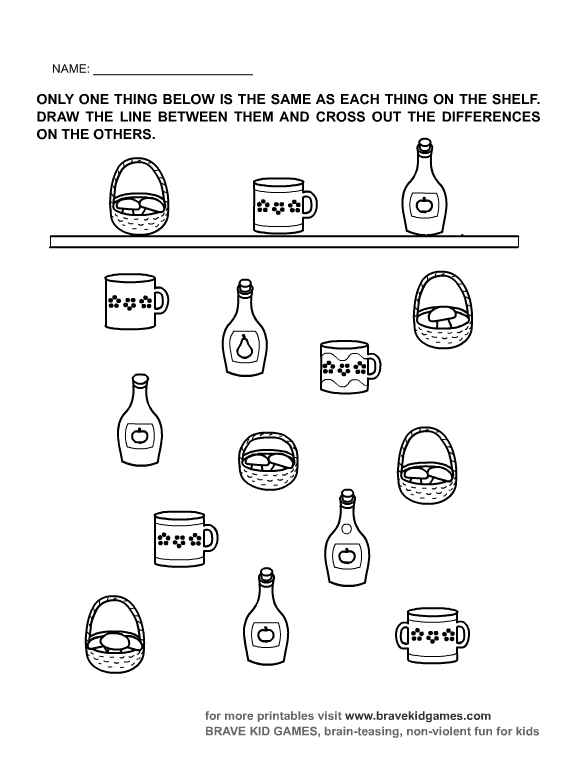 NAME: ________________________
ONLY ONE THING BELOW IS THE SAME AS EACH THING ON THE SHELF.
DRAW THE LINE BETWEEN THEM AND CROSS OUT THE DIFFERENCES
ON THE OTHERS.
for more printables visit www.bravekidgames.com
BRAVE KID GAMES, brain-teasing, non-violent fun for kids